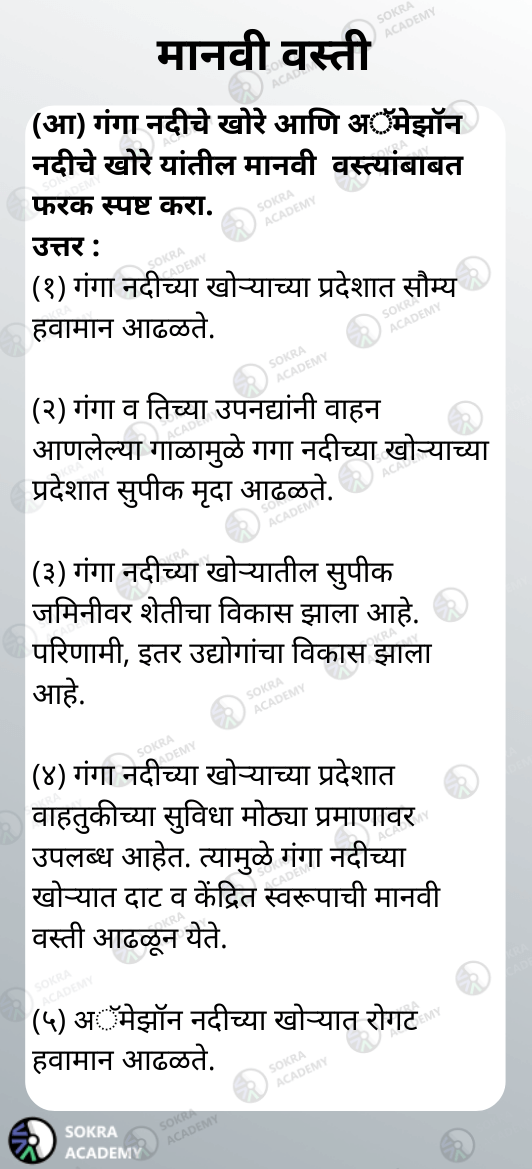 मानवी वस्ती
(आ) गंगा नदीचे खोरे आणि अॅमेझॉन
नदीचे खोरे यांतील मानवी वस्त्यांबाबत
फरक स्पष्ट करा.
उत्तर :
(१) गंगा नदीच्या खोऱ्याच्या प्रदेशात सौम्य
हवामान आढळते.
(२) गंगा व तिच्या उपनद्यांनी वाहन
आणलेल्या गाळामुळे गगा नदीच्या खोऱ्याच्या
प्रदेशात सुपीक मृदा आढळते.
(३) गंगा नदीच्या खोऱ्यातील सुपीक
जमिनीवर शेतीचा विकास झाला आहे.
परिणामी, इतर उद्योगांचा विकास झाला
आहे.
(४) गंगा नदीच्या खोऱ्याच्या प्रदेशात
वाहतुकीच्या सुविधा मोठ्या प्रमाणावर
उपलब्ध आहेत. त्यामुळे गंगा नदीच्या
खोऱ्यात दाट व केंद्रित स्वरूपाची मानवी
वस्ती आढळून येते.
(५) अॅमेझॉन नदीच्या खोऱ्यात रोगट
हवामान आढळते.
SOKRA
ACADEMY